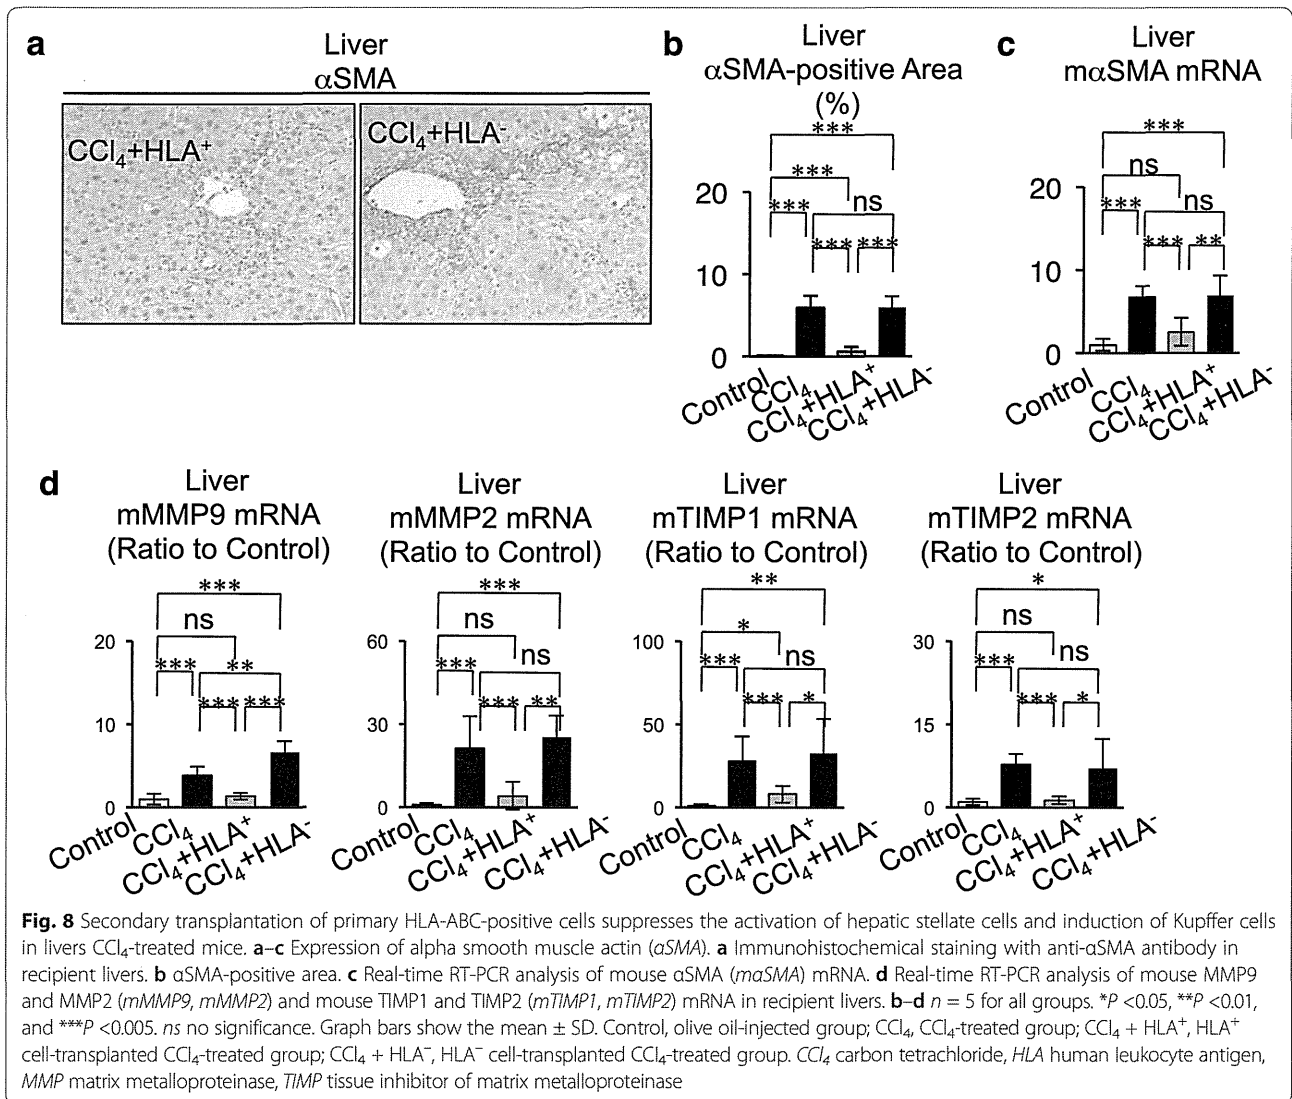 a
Liver
αSMA
CCl₄+HLA⁺
CCl₄+HLA⁻
b
Liver
αSMA-positive Area
(%)
***
***
*** ns
*** ***
20
10
0
Control
CCl₄
CCl₄+HLA⁺
CCl₄+HLA⁻
c
Liver
mαSMA mRNA
***
ns
*** ns
*** **
20
10
0
Control
CCl₄
CCl₄+HLA⁺
CCl₄+HLA⁻
d
Liver
mMMP9 mRNA
(Ratio to Control)
***
ns
*** **
*** ***
20
10
0
Control
CCl₄
CCl₄+HLA⁺
CCl₄+HLA⁻
Liver
mMMP2 mRNA
(Ratio to Control)
***
ns
*** ns
*** **
60
30
0
Control
CCl₄
CCl₄+HLA⁺
CCl₄+HLA⁻
Liver
mTIMP1 mRNA
(Ratio to Control)
**
*
*** ns
*** *
100
50
0
Control
CCl₄
CCl₄+HLA⁺
CCl₄+HLA⁻
Liver
mTIMP2 mRNA
(Ratio to Control)
*
ns
*** ns
*** *
30
15
0
Control
CCl₄
CCl₄+HLA⁺
CCl₄+HLA⁻
Fig. 8 Secondary transplantation of primary HLA-ABC-positive cells suppresses the activation of hepatic stellate cells and induction of Kupffer cells
in livers CCl₄-treated mice. a–c Expression of alpha smooth muscle actin (αSMA). a Immunohistochemical staining with anti-αSMA antibody in
recipient livers. b αSMA-positive area. c Real-time RT-PCR analysis of mouse αSMA (mαSMA) mRNA. d Real-time RT-PCR analysis of mouse MMP9
and MMP2 (mMMP9, mMMP2) and mouse TIMP1 and TIMP2 (mTIMP1, mTIMP2) mRNA in recipient livers. b–d n = 5 for all groups. *P <0.05, **P <0.01,
and ***P <0.005. ns no significance. Graph bars show the mean ± SD. Control, olive oil-injected group; CCl₄, CCl₄-treated group; CCl₄ + HLA⁺, HLA⁺
cell-transplanted CCl₄-treated group; CCl₄ + HLA⁻, HLA⁻ cell-transplanted CCl₄-treated group. CCl₄ carbon tetrachloride, HLA human leukocyte antigen,
MMP matrix metalloproteinase, TIMP tissue inhibitor of matrix metalloproteinase